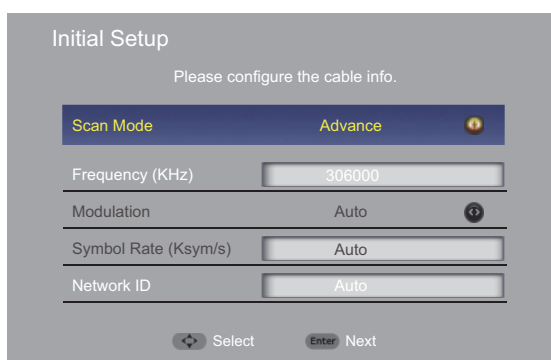 Initial Setup
Please configure the cable info.
Scan Mode Advance
Frequency (KHz) 306000
Modulation Auto
Symbol Rate (Ksym/s) Auto
Network ID Auto
Select Enter Next